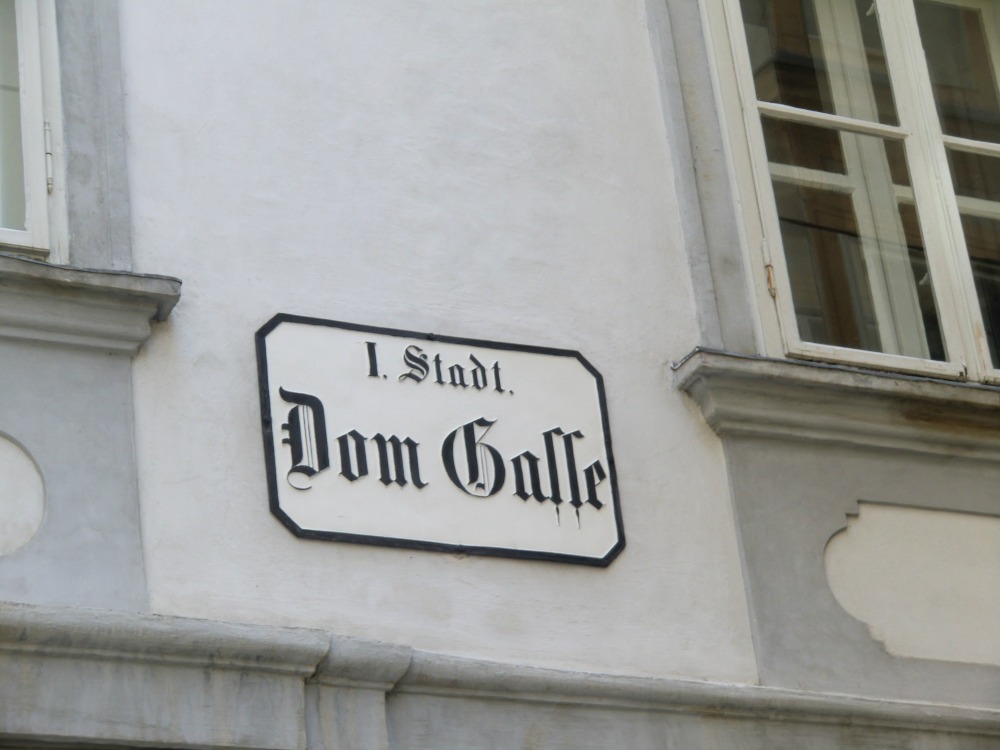 I. Stadt.
Dom Gasse